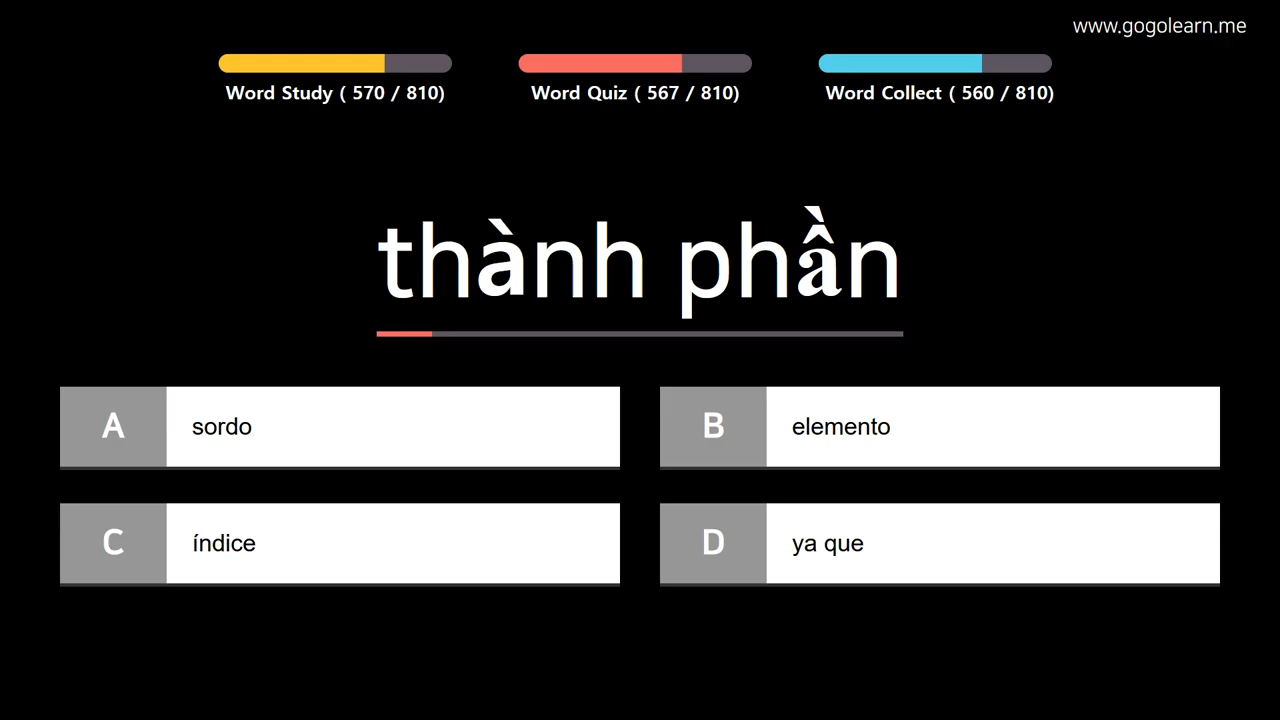 www.gogolearn.me
Word Study ( 570 / 810)
Word Quiz ( 567 / 810)
Word Collect ( 560 / 810)
thành phần
A
sordo
B
elemento
C
índice
D
ya que